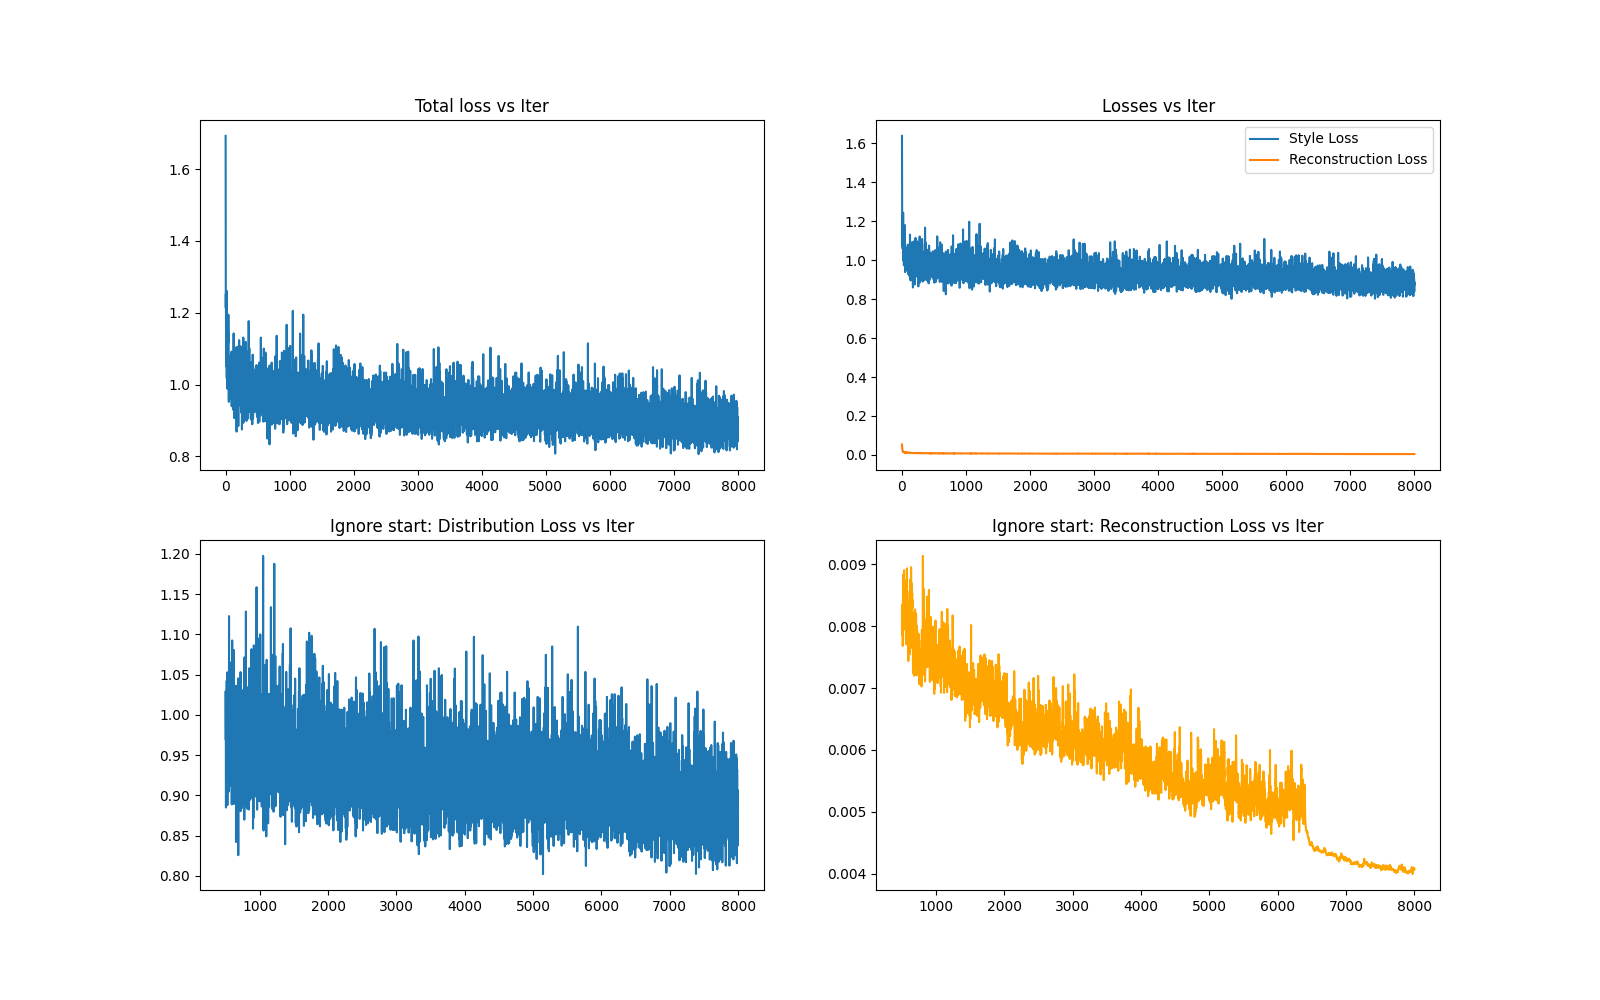 Total loss vs Iter
1.6
1.4
1.2
1.0
0.8
0 1000 2000 3000 4000 5000 6000 7000 8000
Losses vs Iter
Style Loss
Reconstruction Loss
1.6
1.4
1.2
1.0
0.8
0.6
0.4
0.2
0.0
0 1000 2000 3000 4000 5000 6000 7000 8000
Ignore start: Distribution Loss vs Iter
1.20
1.15
1.10
1.05
1.00
0.95
0.90
0.85
0.80
1000 2000 3000 4000 5000 6000 7000 8000
Ignore start: Reconstruction Loss vs Iter
0.009
0.008
0.007
0.006
0.005
0.004
1000 2000 3000 4000 5000 6000 7000 8000